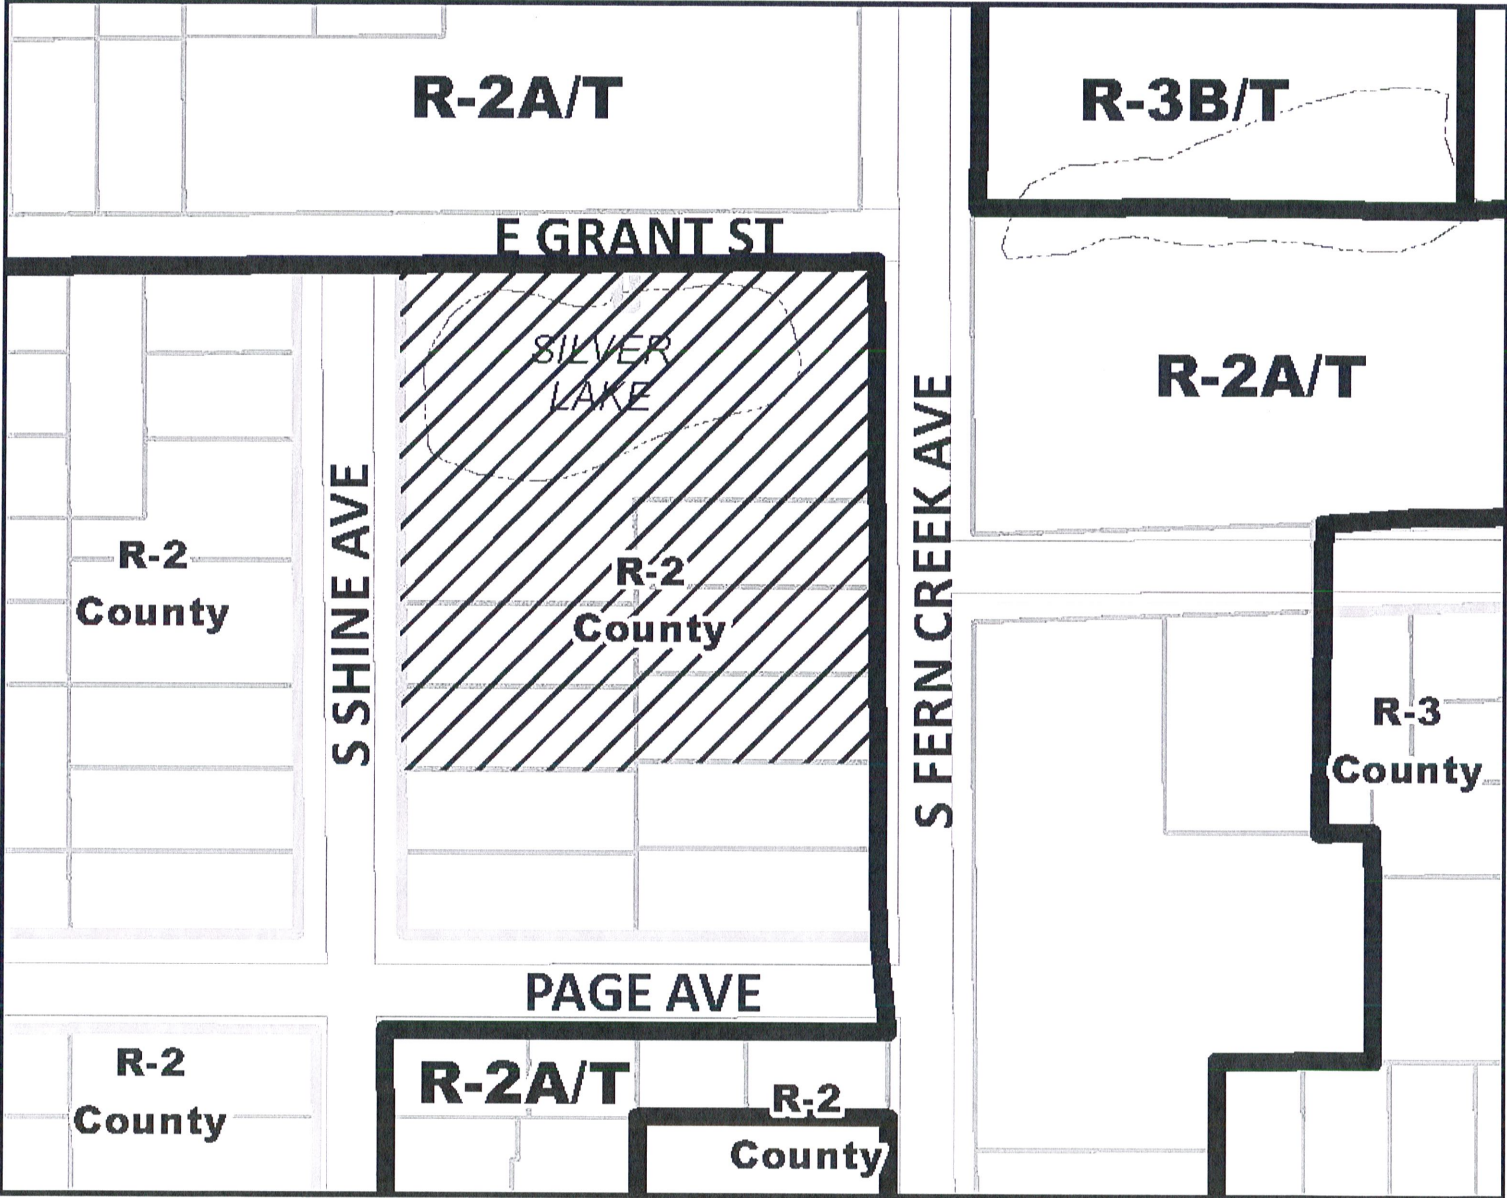 R-2A/T
R-3B/T
E GRANT ST
SILVER
LAKE
R-2A/T
S SHINE AVE
S FERN CREEK AVE
R-2
County
R-2
County
R-3
County
PAGE AVE
R-2
County
R-2A/T
R-2
County